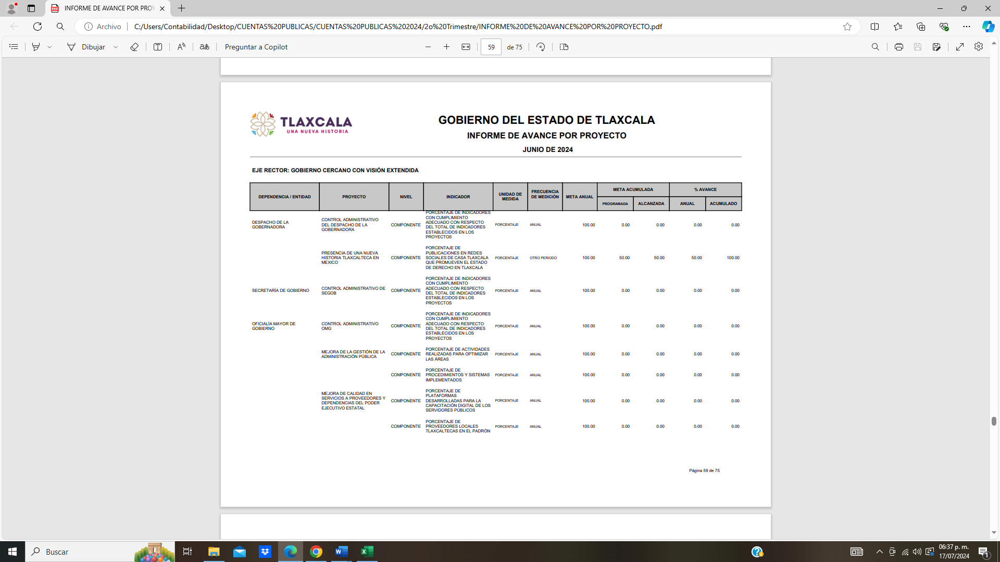 INFORME DE AVANCE POR PROY
Archivo
C:/Users/Contabilidad/Desktop/CUENTAS%20PUBLICAS/CUENTAS%20PUBLICAS%202024/2o%20Trimestre/INFORME%20DE%20AVANCE%20POR%20PROYECTO.pdf
Dibujar
Preguntar a Copilot
59 de 75
TLAXCALA
UNA NUEVA HISTORIA
GOBIERNO DEL ESTADO DE TLAXCALA
INFORME DE AVANCE POR PROYECTO
JUNIO DE 2024
EJE RECTOR: GOBIERNO CERCANO CON VISIÓN EXTENDIDA
DEPENDENCIA / ENTIDAD
PROYECTO
NIVEL
INDICADOR
UNIDAD DE
MEDIDA
FRECUENCIA
DE MEDICIÓN
META ANUAL
META ACUMULADA
PROGRAMADA
ALCANZADA
% AVANCE
ANUAL
ACUMULADO
DESPACHO DE LA
GOBERNADORA
CONTROL ADMINISTRATIVO
DEL DESPACHO DE LA
GOBERNADORA
COMPONENTE
PORCENTAJE DE INDICADORES
CON CUMPLIMIENTO
ADECUADO CON RESPECTO
DEL TOTAL DE INDICADORES
ESTABLECIDOS EN LOS
PROYECTOS
PORCENTAJE
ANUAL
100.00
0.00
0.00
0.00
0.00
PRESENCIA DE UNA NUEVA
HISTORIA TLAXCALTECA EN
MEXICO
COMPONENTE
PORCENTAJE DE
PUBLICACIONES EN REDES
SOCIALES DE CASA TLAXCALA
QUE PROMUEVEN EL ESTADO
DE DERECHO EN TLAXCALA
PORCENTAJE
OTRO PERIODO
100.00
50.00
50.00
50.00
100.00
SECRETARÍA DE GOBIERNO
CONTROL ADMINISTRATIVO DE
SEGOB
COMPONENTE
PORCENTAJE DE INDICADORES
CON CUMPLIMIENTO
ADECUADO CON RESPECTO
DEL TOTAL DE INDICADORES
ESTABLECIDOS EN LOS
PROYECTOS
PORCENTAJE
ANUAL
100.00
0.00
0.00
0.00
0.00
OFICIALÍA MAYOR DE
GOBIERNO
CONTROL ADMINISTRATIVO
OMG
COMPONENTE
PORCENTAJE DE INDICADORES
CON CUMPLIMIENTO
ADECUADO CON RESPECTO
DEL TOTAL DE INDICADORES
ESTABLECIDOS EN LOS
PROYECTOS
PORCENTAJE
ANUAL
100.00
0.00
0.00
0.00
0.00
MEJORA DE LA GESTIÓN DE LA
ADMINISTRACIÓN PÚBLICA
COMPONENTE
PORCENTAJE DE ACTIVIDADES
REALIZADAS PARA OPTIMIZAR
LAS ÁREAS
PORCENTAJE
ANUAL
100.00
0.00
0.00
0.00
0.00
COMPONENTE
PORCENTAJE DE
PROCEDIMIENTOS Y SISTEMAS
IMPLEMENTADOS
PORCENTAJE
ANUAL
100.00
0.00
0.00
0.00
0.00
MEJORA DE CALIDAD EN
SERVICIOS A PROVEEDORES Y
DEPENDENCIAS DEL PODER
EJECUTIVO ESTATAL
COMPONENTE
PORCENTAJE DE
PLATAFORMAS
DESARROLLADAS PARA LA
CAPACITACIÓN DIGITAL DE LOS
SERVIDORES PÚBLICOS
PORCENTAJE
ANUAL
100.00
0.00
0.00
0.00
0.00
COMPONENTE
PORCENTAJE DE
PROVEEDORES LOCALES
TLAXCALTECAS EN EL PADRÓN
PORCENTAJE
ANUAL
100.00
0.00
0.00
0.00
0.00
Página 59 de 75
Buscar
06:37 p. m.
17/07/2024
1